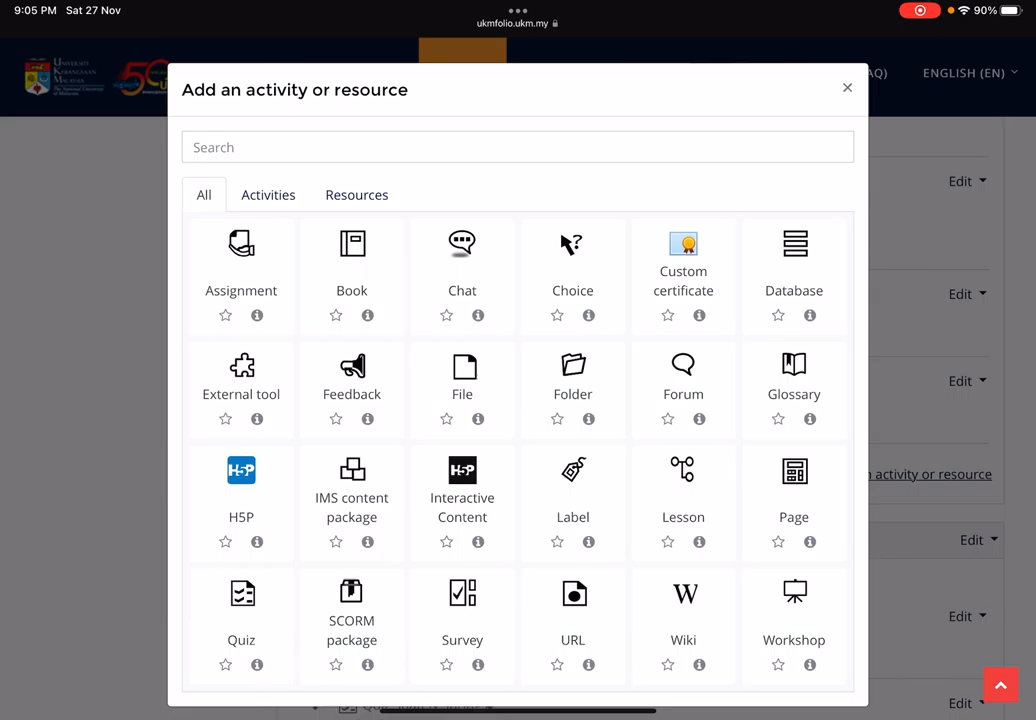 9:05 PM Sat 27 Nov
90%
ukmfolio.ukm.my
AQ) ENGLISH (EN)
Add an activity or resource
×
Search
All Activities Resources
Edit
Assignment Book Chat Choice Custom certificate Database
Edit
External tool Feedback File Folder Forum Glossary
Edit
H5P H5P
activity or resource
H5P IMS content package Interactive Content Label Lesson Page
Edit
W
Quiz SCORM package Survey URL Wiki Workshop
Edit
Edit